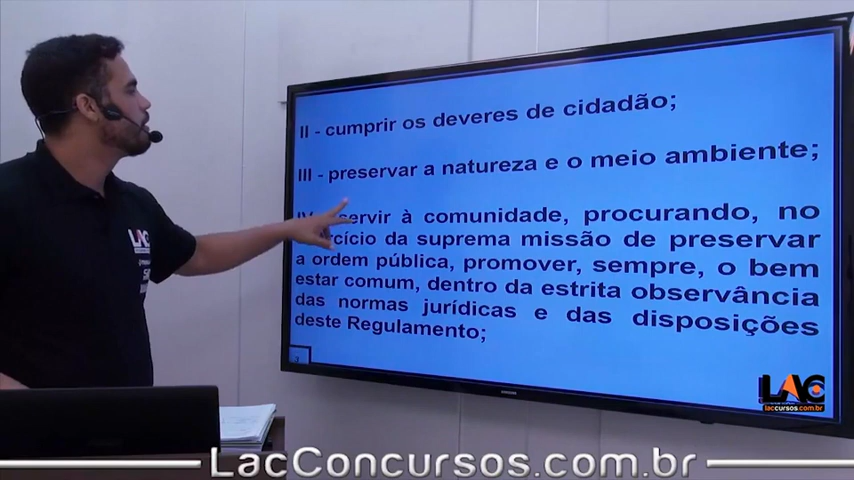 II - cumprir os deveres de cidadão;
III - preservar a natureza e o meio ambiente;
servir à comunidade, procurando, no
da suprema missão de preservar
a ordem pública, promover, sempre, o bem
estar comum, dentro da estrita observância
das normas jurídicas e das disposições
deste Regulamento;
LAC
LAC
laccursos.com.br
LacConcursos.com.br